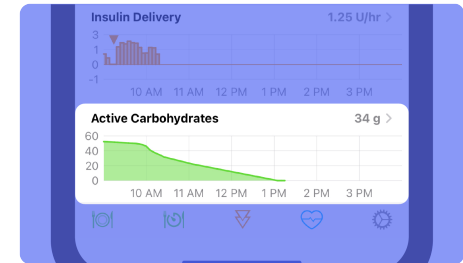 Insulin Delivery 1.25 U/hr >
3
1
0
-1
10 AM 11 AM 12 PM 1 PM 2 PM 3 PM
Active Carbohydrates 34 g >
60
40
20
0
10 AM 11 AM 12 PM 1 PM 2 PM 3 PM